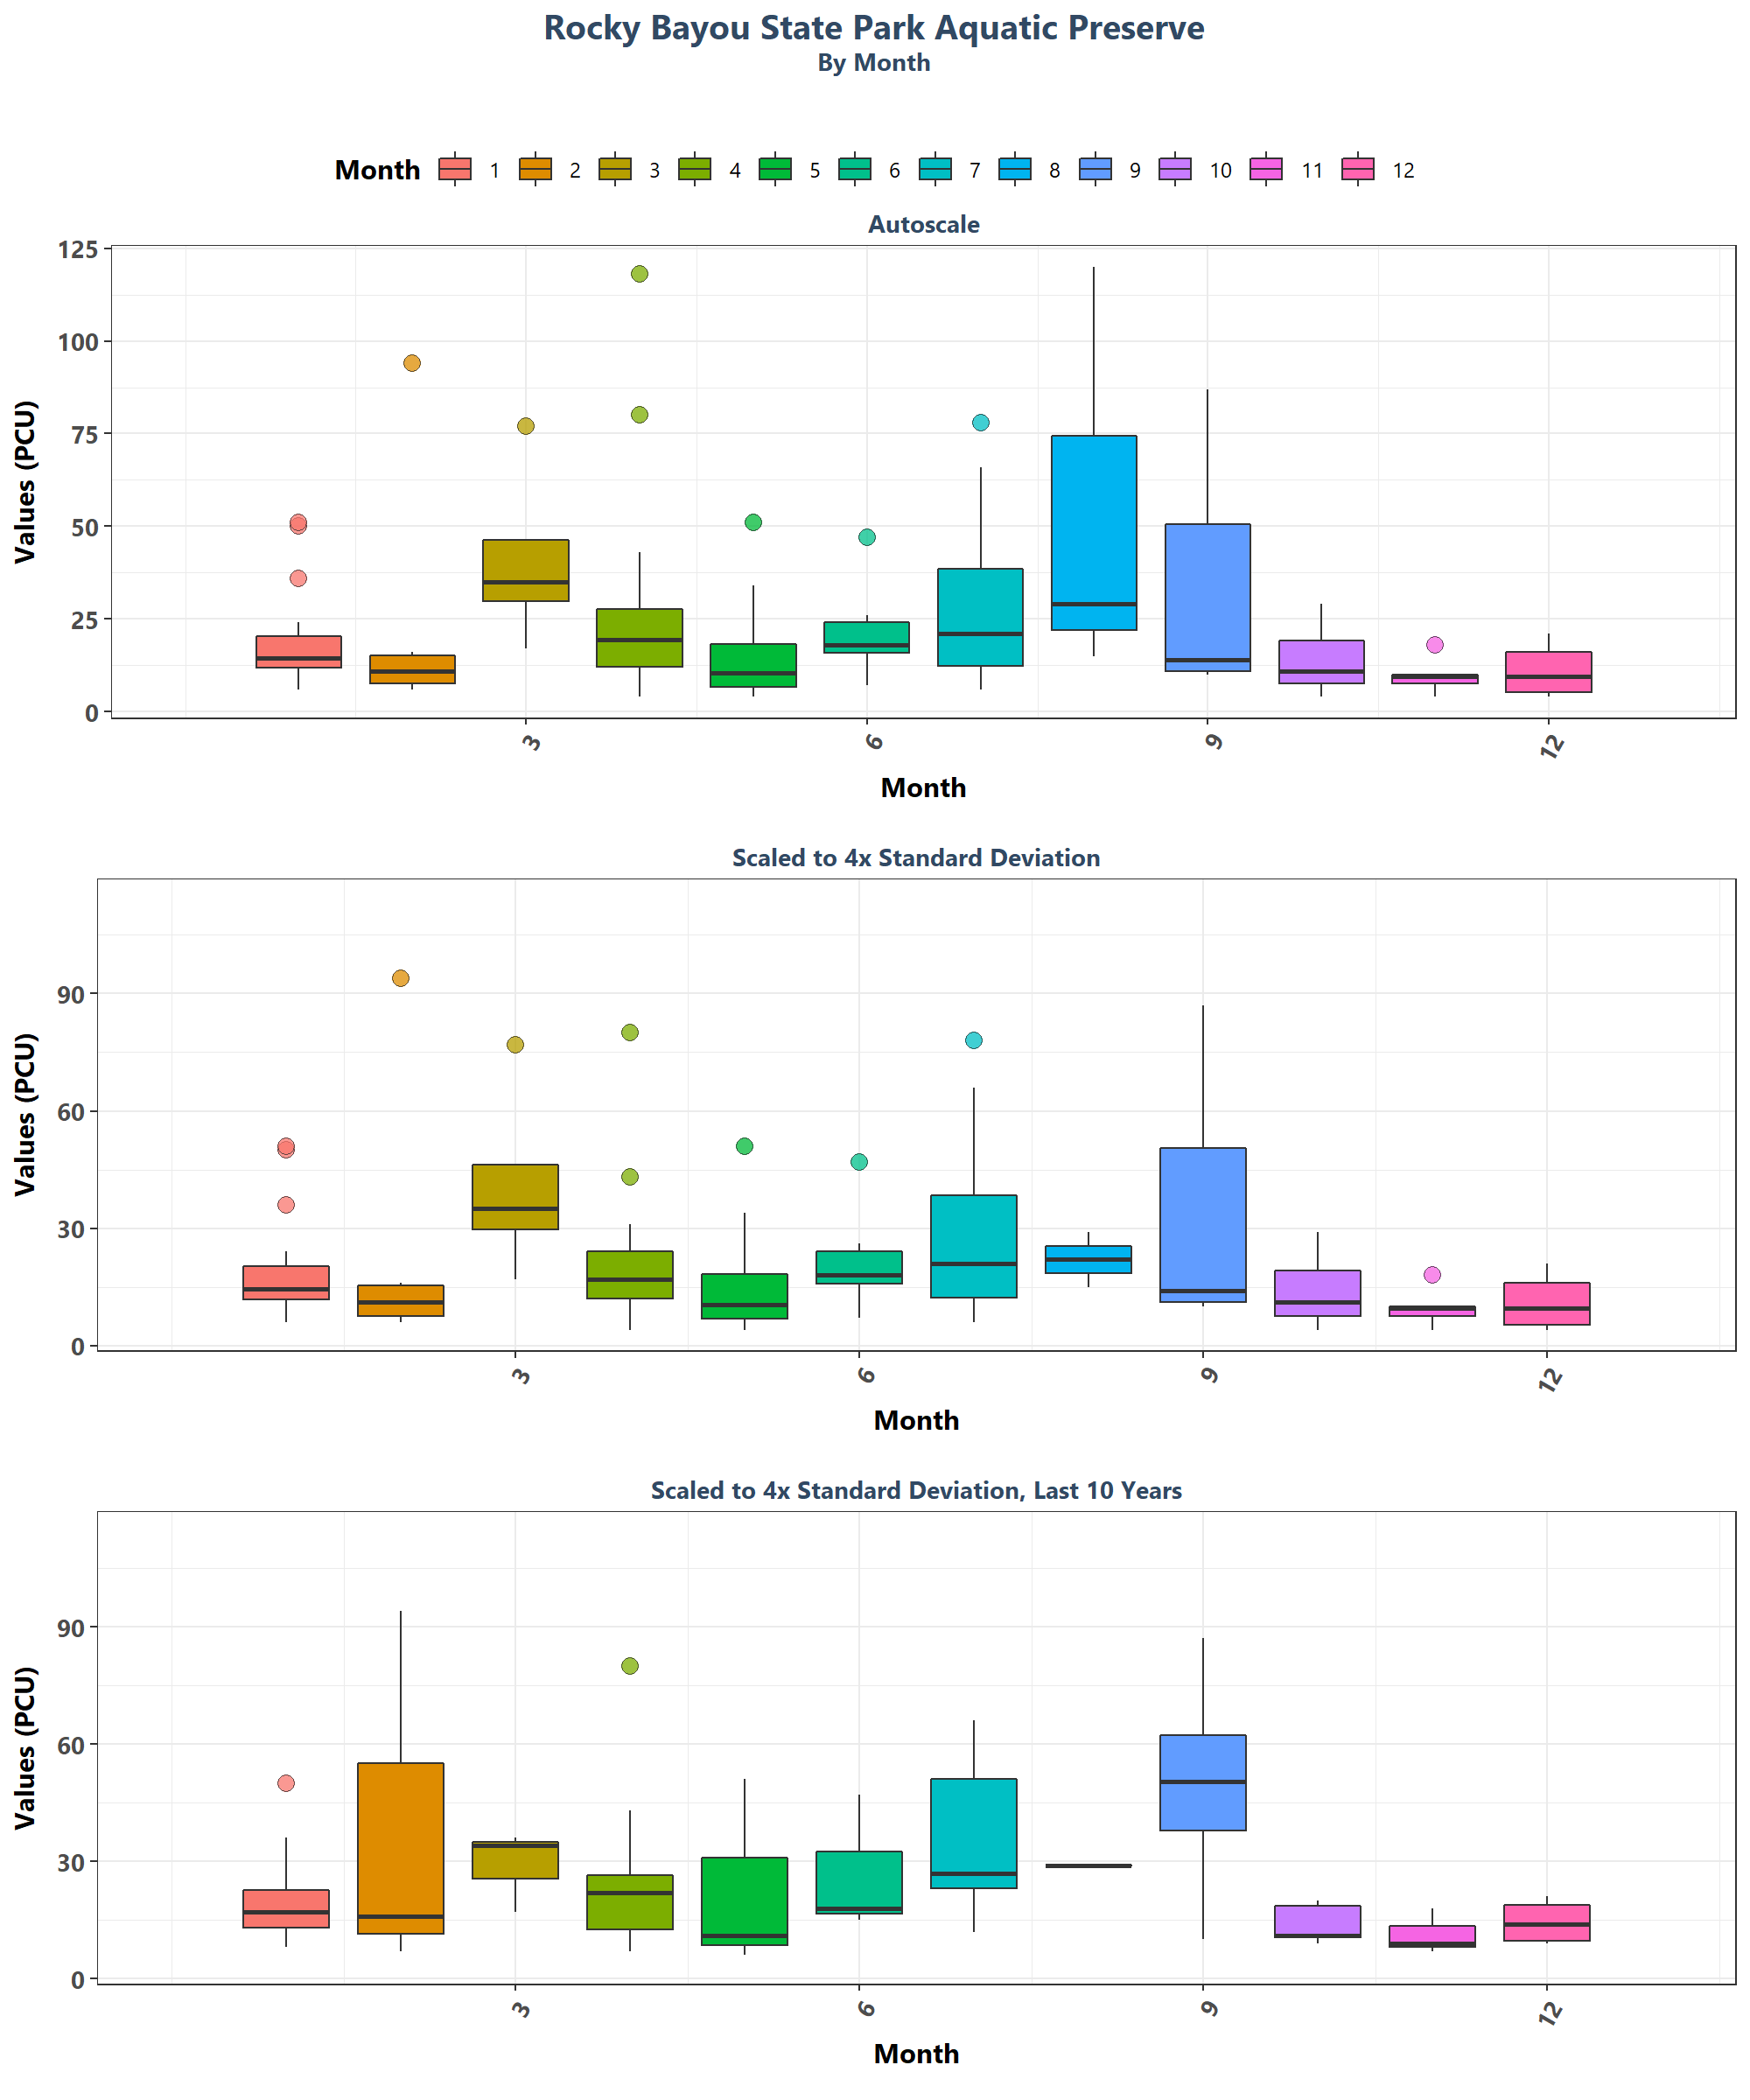 Rocky Bayou State Park Aquatic Preserve
By Month
Month 1 2 3 4 5 6 7 8 9 10 11 12
Autoscale
125
100
75
50
25
0
Values (PCU)
3 6 9 12
Month
Scaled to 4x Standard Deviation
90
60
30
0
Values (PCU)
3 6 9 12
Month
Scaled to 4x Standard Deviation, Last 10 Years
90
60
30
0
Values (PCU)
3 6 9 12
Month